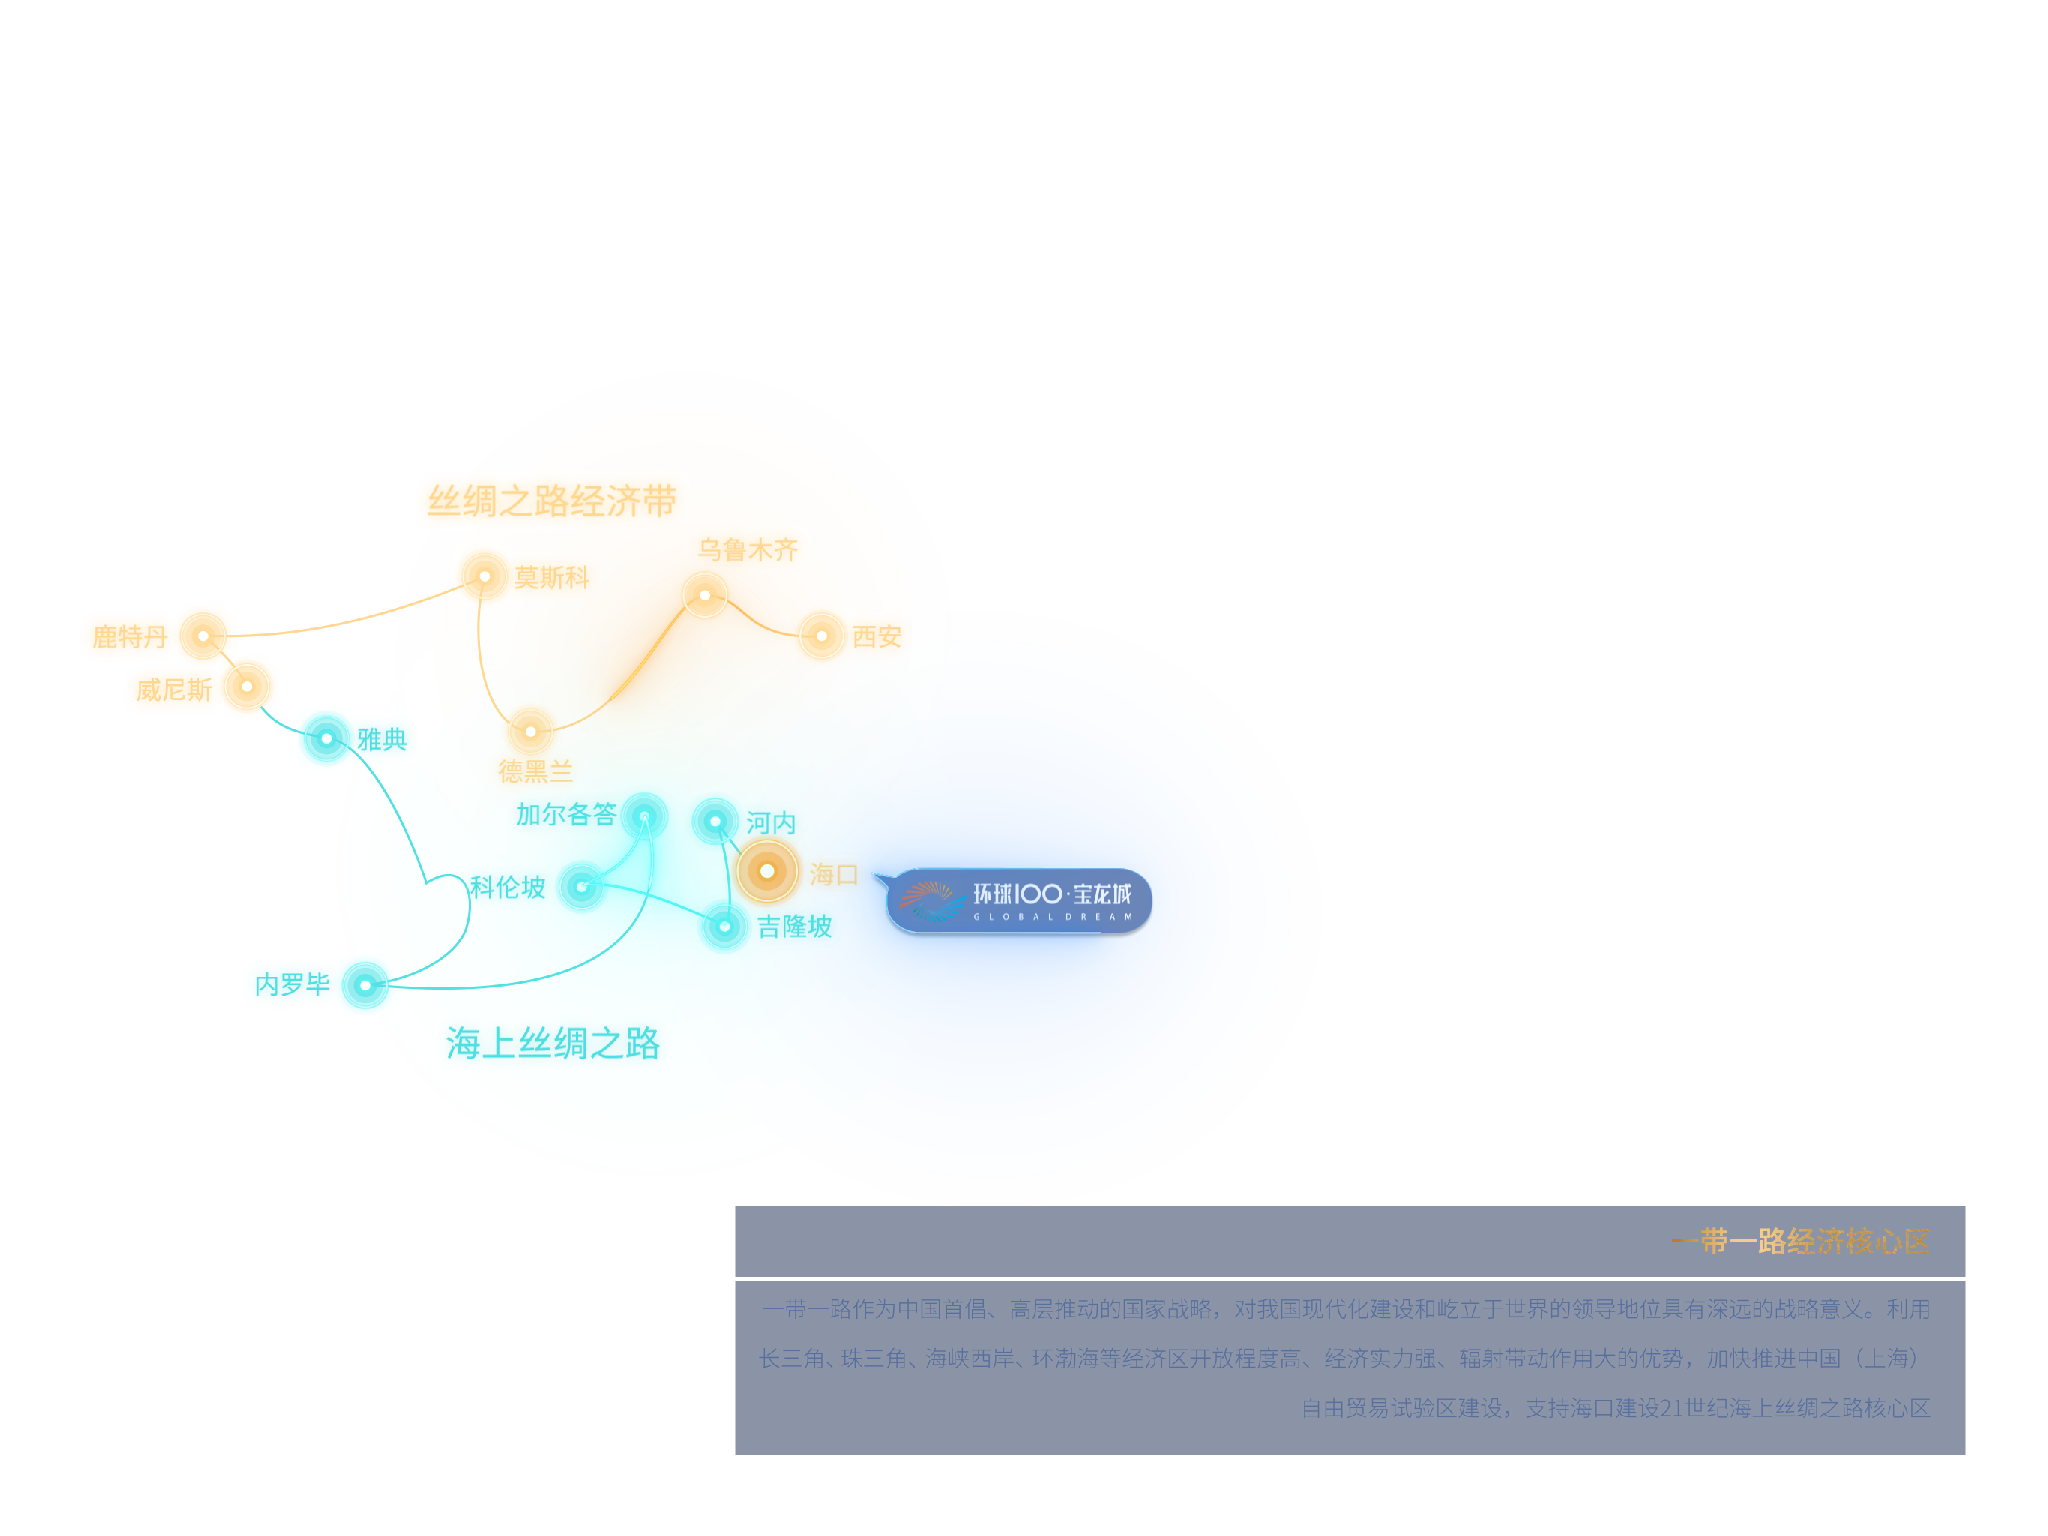 丝绸之路经济带
乌鲁木齐
莫斯科
鹿特丹
西安
威尼斯
雅典
德黑兰
加尔各答
河内
海口
科伦坡
环球100·宝龙城
GLOBAL DREAM
吉隆坡
内罗毕
海上丝绸之路
一带一路经济核心区
一带一路作为中国首倡、高层推动的国家战略，对我国现代化建设和屹立于世界的领导地位具有深远的战略意义。利用
长三角、珠三角、海峡西岸、环渤海等经济区开放程度高、经济实力强、辐射带动作用大的优势，加快推进中国（上海）
自由贸易试验区建设，支持海口建设21世纪海上丝绸之路核心区